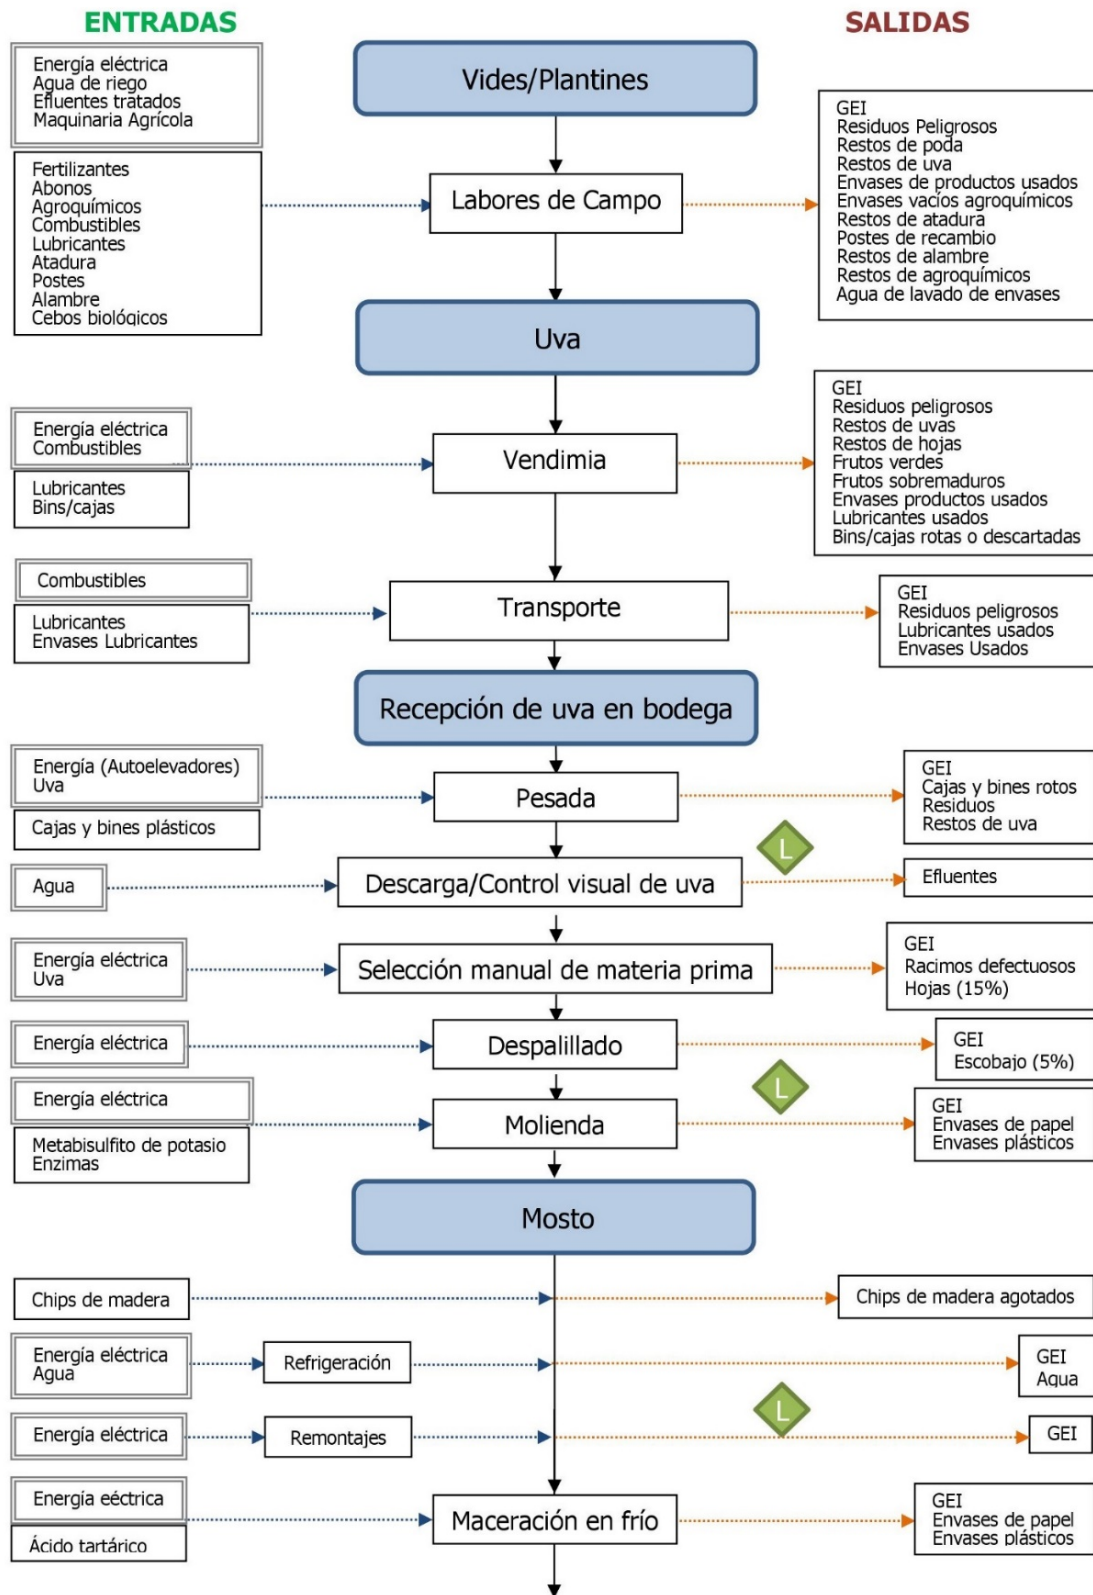 ENTRADAS
SALIDAS
Energía eléctrica
Agua de riego
Efluentes tratados
Maquinaria Agrícola
Vides/Plantines
Fertilizantes
Abonos
Agroquímicos
Combustibles
Lubricantes
Atadura
Postes
Alambre
Cebos biológicos
Labores de Campo
GEI
Residuos Peligrosos
Restos de poda
Restos de uva
Envases de productos usados
Envases vacíos agroquímicos
Restos de atadura
Postes de recambio
Restos de alambre
Restos de agroquímicos
Agua de lavado de envases
Uva
Energía eléctrica
Combustibles
Lubricantes
Bins/cajas
Vendimia
GEI
Residuos peligrosos
Restos de uvas
Restos de hojas
Frutos verdes
Frutos sobremaduros
Envases productos usados
Lubricantes usados
Bins/cajas rotas o descartadas
Combustibles
Lubricantes
Envases Lubricantes
Transporte
GEI
Residuos peligrosos
Lubricantes usados
Envases Usados
Recepción de uva en bodega
Energía (Autoelevadores)
Uva
Cajas y bines plásticos
Pesada
GEI
Cajas y bines rotos
Residuos
Restos de uva
L
Agua
Descarga/Control visual de uva
Efluentes
Energía eléctrica
Uva
Selección manual de materia prima
GEI
Racimos defectuosos
Hojas (15%)
Energía eléctrica
Despalillado
GEI
Escobajo (5%)
L
Energía eléctrica
Metabisulfito de potasio
Enzimas
Molienda
GEI
Envases de papel
Envases plásticos
Mosto
Chips de madera
Chips de madera agotados
Energía eléctrica
Agua
Refrigeración
GEI
Agua
L
Energía eléctrica
Remontajes
GEI
Energía eéctrica
Ácido tartárico
Maceración en frío
GEI
Envases de papel
Envases plásticos